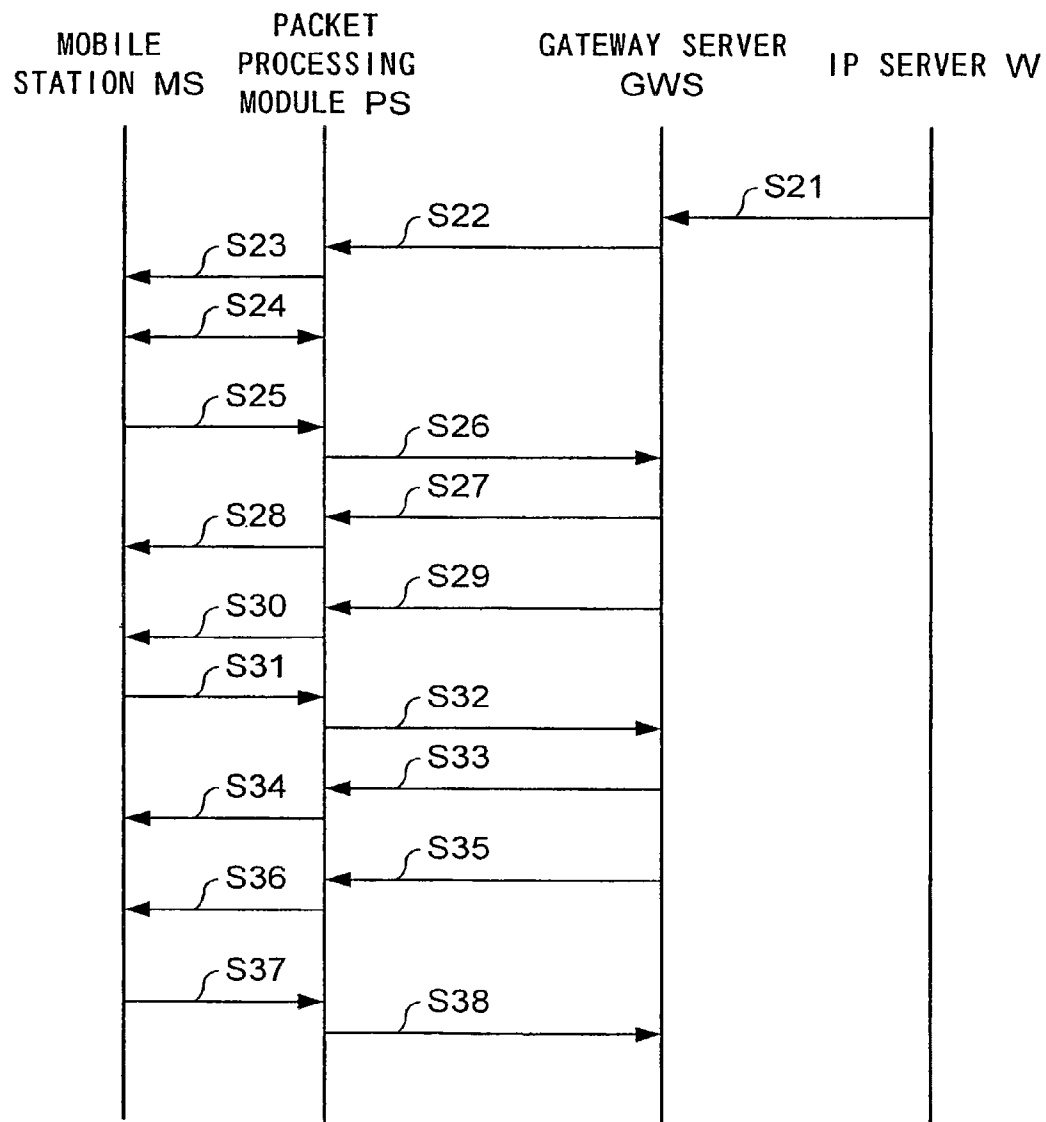 MOBILE
STATION MS
PACKET
PROCESSING
MODULE PS
GATEWAY SERVER
GWS
IP SERVER W
S21
S22
S23
S24
S25
S26
S27
S28
S29
S30
S31
S32
S33
S34
S35
S36
S37
S38